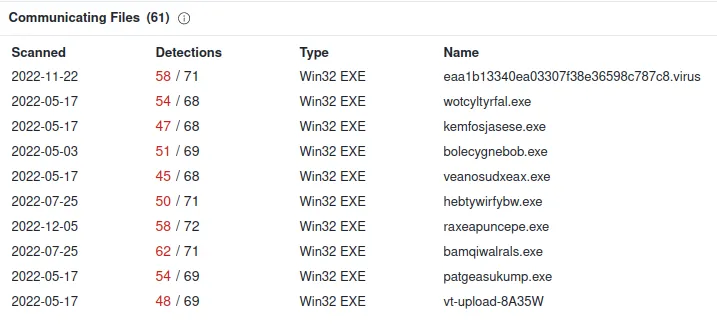 Communicating Files (61)
Scanned Detections Type Name
2022-11-22 58 / 71 Win32 EXE eaa1b13340ea03307f38e36598c787c8.virus
2022-05-17 54 / 68 Win32 EXE wotcyltyrfal.exe
2022-05-17 47 / 68 Win32 EXE kemfosjasese.exe
2022-05-03 51 / 69 Win32 EXE bolecygnebob.exe
2022-05-17 45 / 68 Win32 EXE veanosudxeax.exe
2022-07-25 50 / 71 Win32 EXE hebtywirfybw.exe
2022-12-05 58 / 72 Win32 EXE raxeapuncepe.exe
2022-07-25 62 / 71 Win32 EXE bamqiwalrals.exe
2022-05-17 54 / 69 Win32 EXE patgeasukump.exe
2022-05-17 48 / 69 Win32 EXE vt-upload-8A35W